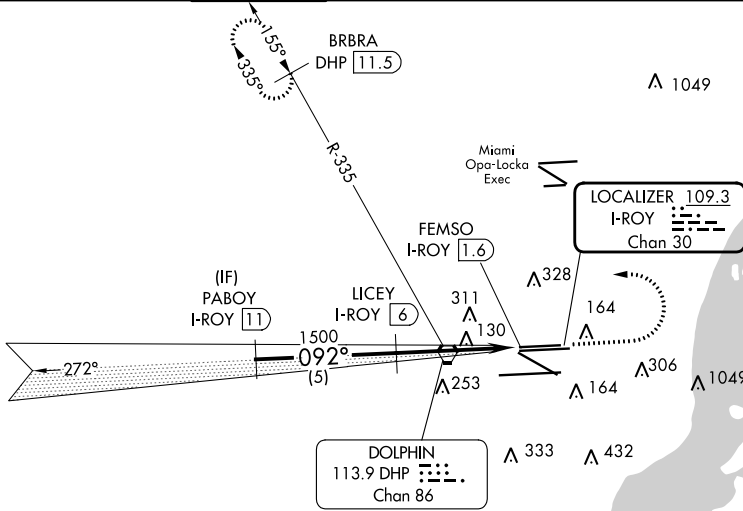 BRBRA
DHP 11.5
155°
335°
R-335
1049
Miami
Opa-Locka
Exec
LOCALIZER 109.3
I-ROY
Chan 30
FEMSO
I-ROY 1.6
328
164
(IF)
PABOY
I-ROY 11
LICEY
I-ROY 6
311
130
1500
092°
(5)
272°
253
306
164
1049
DOLPHIN
113.9 DHP
Chan 86
333
432